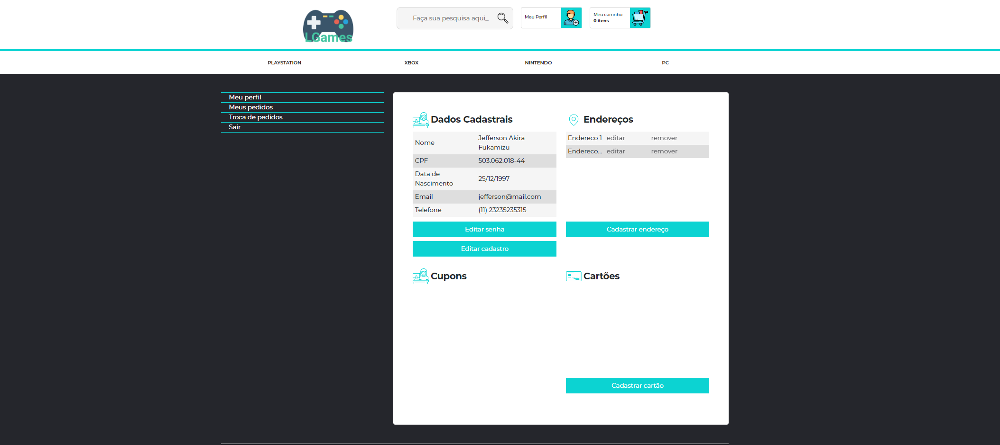 LGames
Faça sua pesquisa aqui_
Meu Perfil
Meu carrinho
0 itens
PLAYSTATION
XBOX
NINTENDO
PC
Meu perfil
Meus pedidos
Troca de pedidos
Sair
Dados Cadastrais
Nome
Jefferson Akira
Fukamizu
CPF
503.062.018-44
Data de
Nascimento
25/12/1997
Email
jefferson@mail.com
Telefone
(11) 23235235315
Editar senha
Editar cadastro
Endereços
Endereco 1 editar remover
Endereco... editar remover
Cadastrar endereço
Cupons
Cartões
Cadastrar cartão